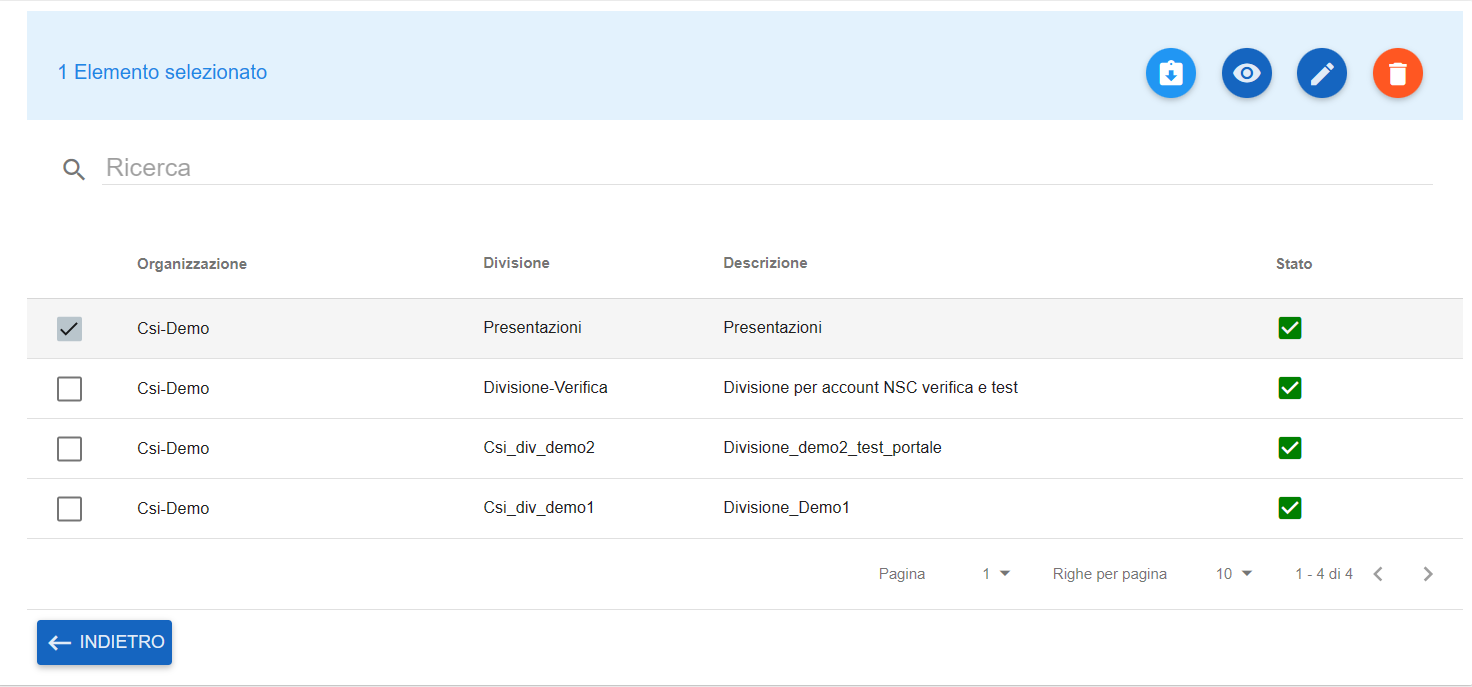 1 Elemento selezionato
Ricerca
Organizzazione Divisione Descrizione Stato
Csi-Demo Presentazioni Presentazioni
Csi-Demo Divisione-Verifica Divisione per account NSC verifica e test
Csi-Demo Csi_div_demo2 Divisione_demo2_test_portale
Csi-Demo Csi_div_demo1 Divisione_Demo1
Pagina 1 Righe per pagina 10 1 - 4 di 4
INDIETRO